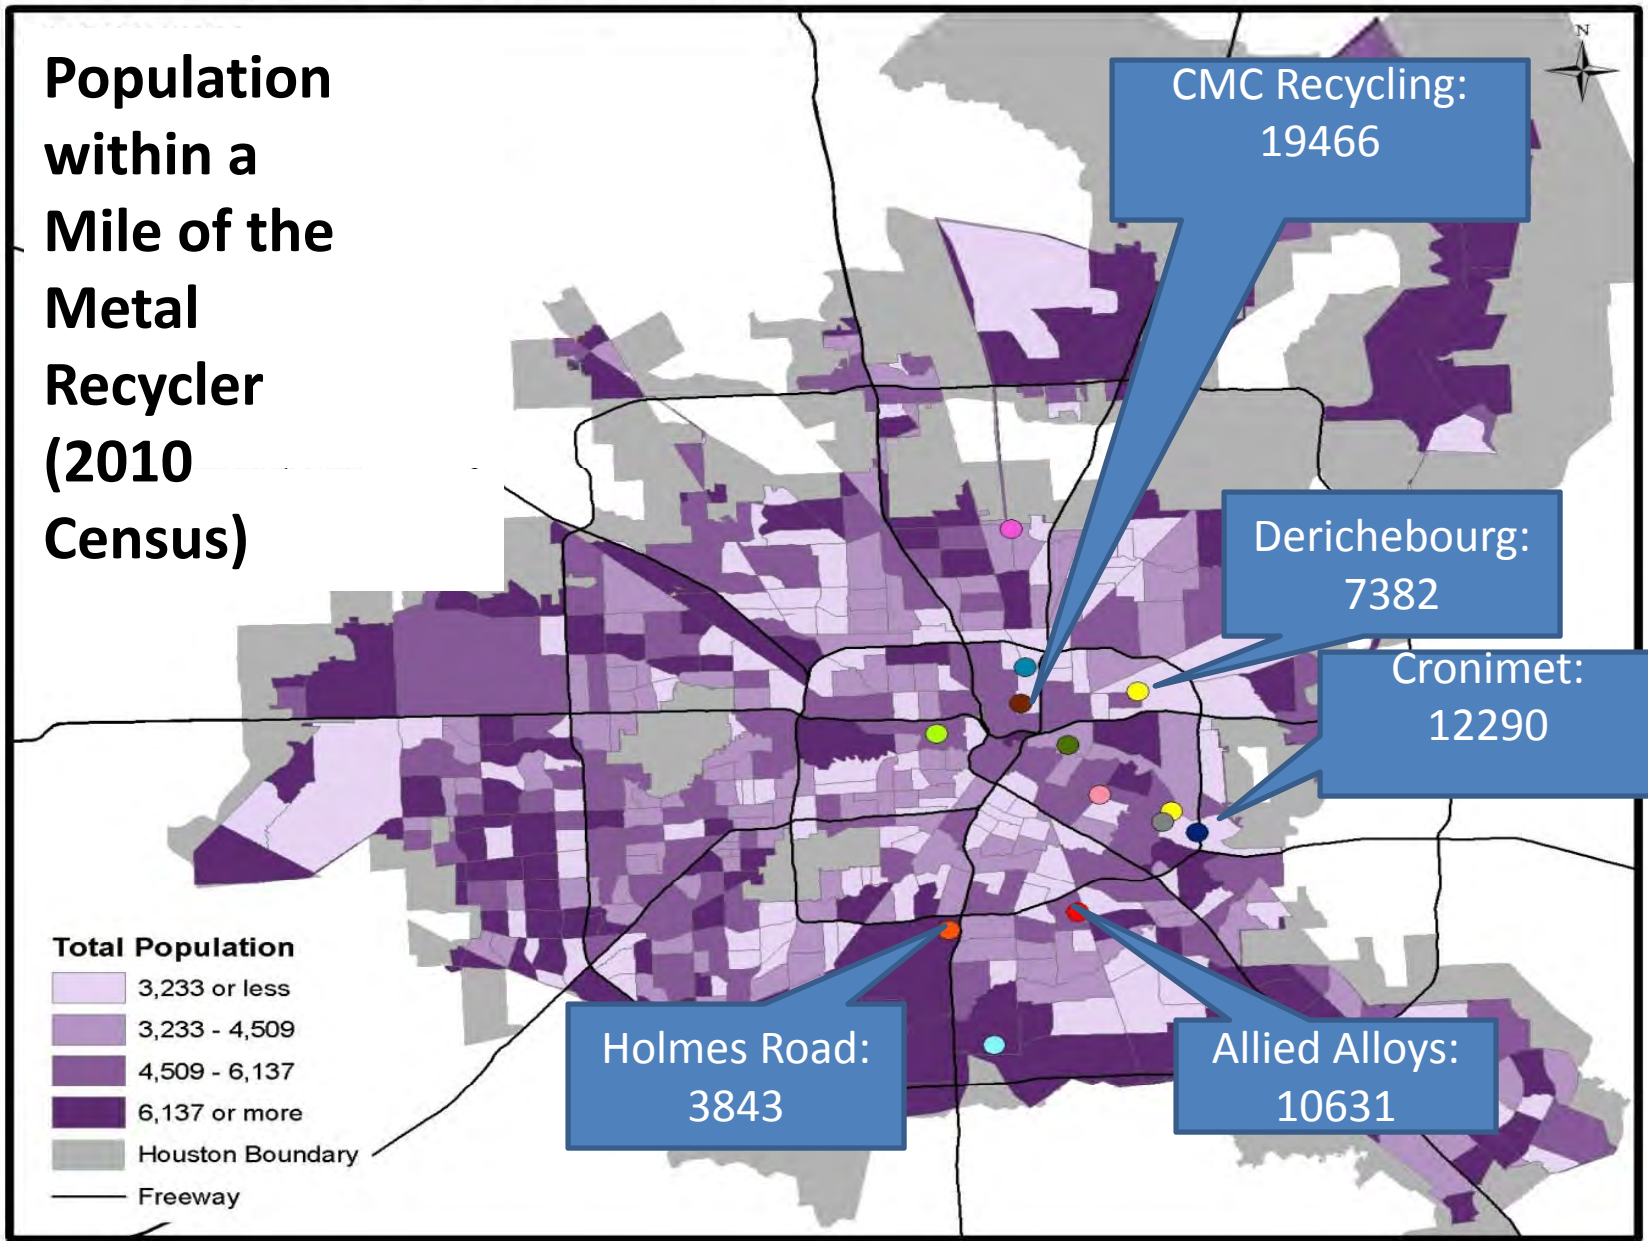 Population
within a
Mile of the
Metal
Recycler
(2010
Census)
N
CMC Recycling:
19466
Derichebourg:
7382
Cronimet:
12290
Holmes Road:
3843
Allied Alloys:
10631
Total Population
3,233 or less
3,233 - 4,509
4,509 - 6,137
6,137 or more
Houston Boundary
Freeway